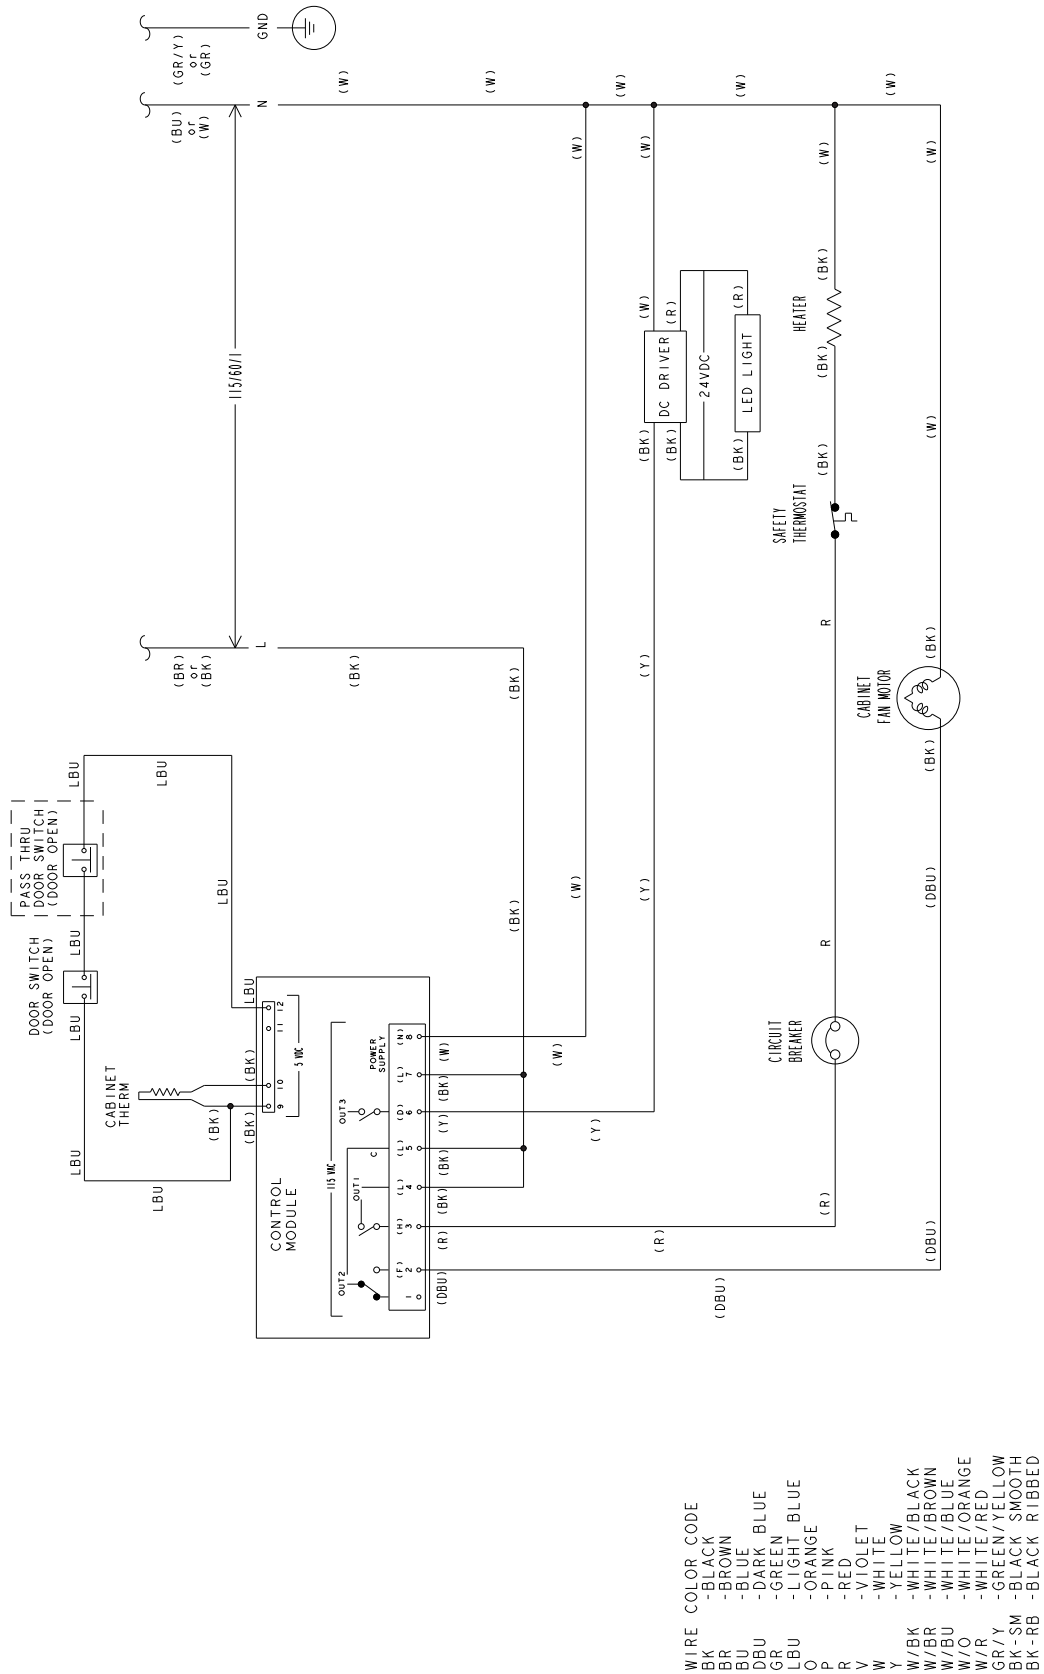 GND
(GR/Y)
or
(GR)
N
(BU)
or
(W)
(W)
(W)
(W)
(W)
(W)
115/60/1
L
(BR)
or
(BK)
(BK)
(BK)
(BK)
(W)
(W)
(W)
(W)
(W)
(W)
(BK)
(R)
DC DRIVER
(BK)
24VDC
(R)
LED LIGHT
(BK)
(Y)
(Y)
(Y)
(W)
(BK)
HEATER
(BK)
(BK)
SAFETY
THERMOSTAT
R
R
CIRCUIT
BREAKER
(R)
(R)
(W)
(W)
(BK)
CABINET
FAN MOTOR
(BK)
(DBU)
(DBU)
(DBU)
PASS THRU
DOOR SWITCH
(DOOR OPEN)
DOOR SWITCH
(DOOR OPEN)
LBU
LBU
LBU
LBU
LBU
LBU
LBU
LBU
CABINET
THERM
(BK)
(BK)
(BK)
9
10
11
12
5 VDC
CONTROL
MODULE
115 VAC
POWER
SUPPLY
OUT3
C
OUT1
OUT2
(N)
8
(L)
7
(D)
6
(L)
5
(L)
4
(H)
3
(F)
2
1
(W)
(BK)
(Y)
(BK)
(BK)
(R)
(DBU)
WIRE COLOR CODE
BK -BLACK
BR -BROWN
BU -BLUE
DBU -DARK BLUE
GR -GREEN
LBU -LIGHT BLUE
O -ORANGE
P -PINK
R -RED
V -VIOLET
W -WHITE
Y -YELLOW
W/BK -WHITE/BLACK
W/BR -WHITE/BROWN
W/BU -WHITE/BLUE
W/O -WHITE/ORANGE
W/R -WHITE/RED
GR/Y -GREEN/YELLOW
BK-SM -BLACK SMOOTH
BK-RB -BLACK RIBBED